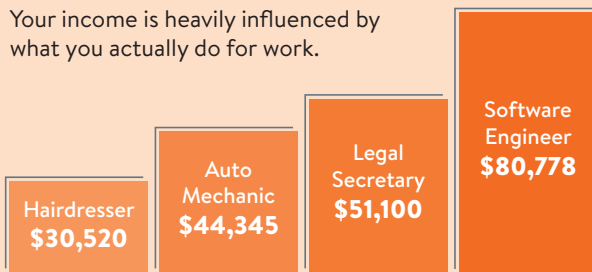 Your income is heavily influenced by
what you actually do for work.
Hairdresser
$30,520
Auto
Mechanic
$44,345
Legal
Secretary
$51,100
Software
Engineer
$80,778